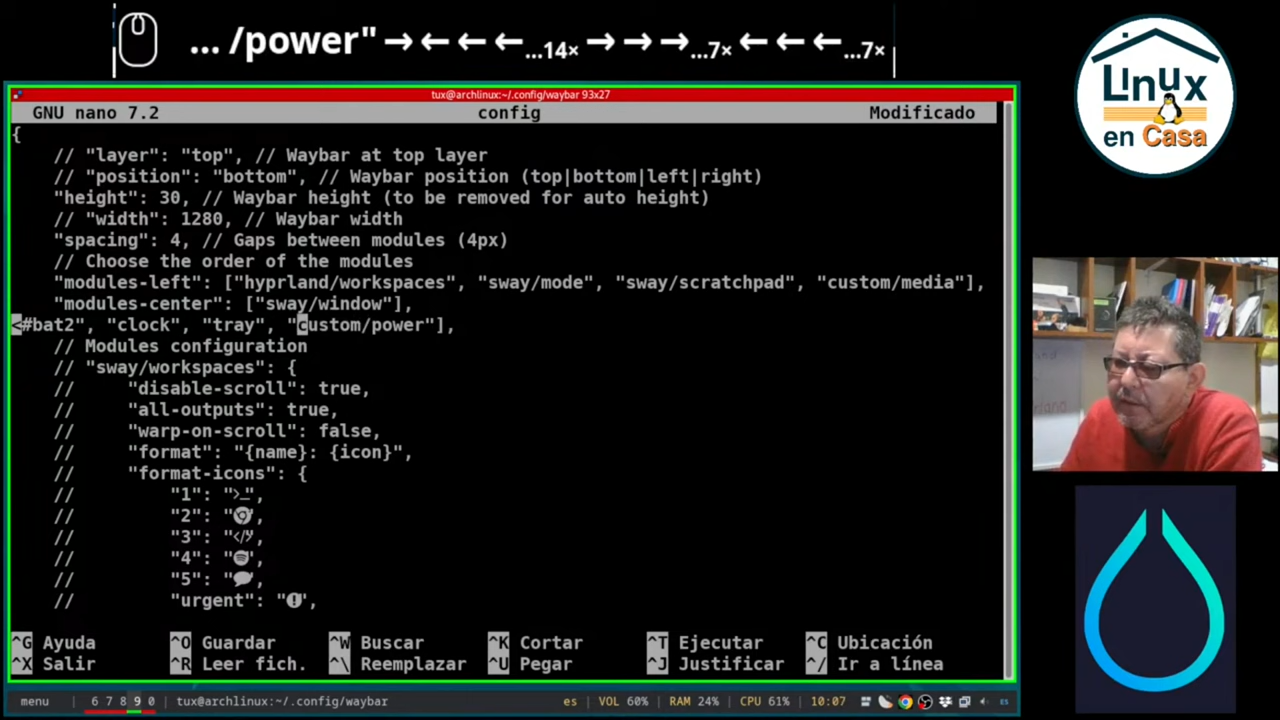 ... /power" → ← ← ← ...14× → → → ...7× ← ← ← ...7×
LInUx
en Casa
tux@archlinux:~/.config/waybar 93x27
GNU nano 7.2 config Modificado
{
// "layer": "top", // Waybar at top layer
// "position": "bottom", // Waybar position (top|bottom|left|right)
"height": 30, // Waybar height (to be removed for auto height)
// "width": 1280, // Waybar width
"spacing": 4, // Gaps between modules (4px)
// Choose the order of the modules
"modules-left": ["hyprland/workspaces", "sway/mode", "sway/scratchpad", "custom/media"],
"modules-center": ["sway/window"],
<#bat2", "clock", "tray", "custom/power"],
// Modules configuration
// "sway/workspaces": {
// "disable-scroll": true,
// "all-outputs": true,
// "warp-on-scroll": false,
// "format": "{name}: {icon}",
// "format-icons": {
// "1": ">_",
// "2": "",
// "3": "</>",
// "4": "",
// "5": "",
// "urgent": "",
^G Ayuda ^O Guardar ^W Buscar ^K Cortar ^T Ejecutar ^C Ubicación
^X Salir ^R Leer fich. ^\ Reemplazar ^U Pegar ^J Justificar ^/ Ir a línea
menu | 6 7 8 9 0 | tux@archlinux:~/.config/waybar es | VOL 60% | RAM 24% | CPU 61% | 10:07